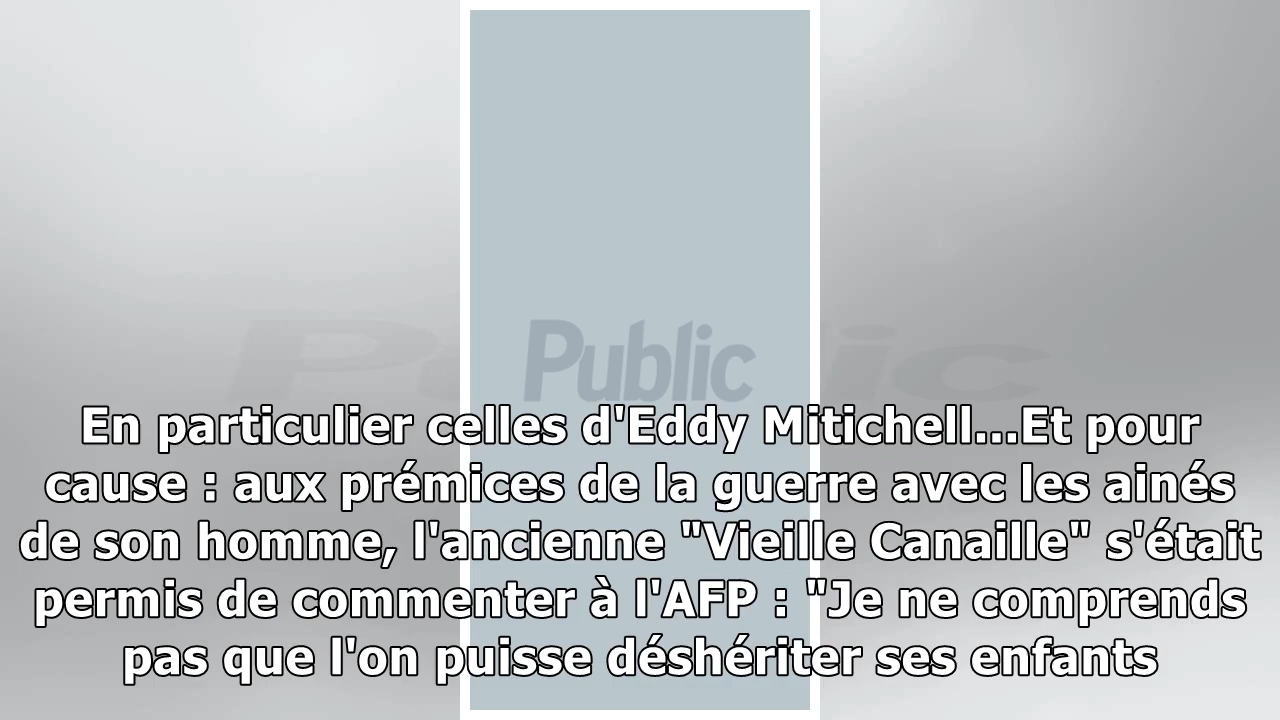 Public
En particulier celles d'Eddy Mitichell...Et pour
cause : aux prémices de la guerre avec les ainés
de son homme, l'ancienne "Vieille Canaille" s'était
permis de commenter à l'AFP : "Je ne comprends
pas que l'on puisse déshériter ses enfants